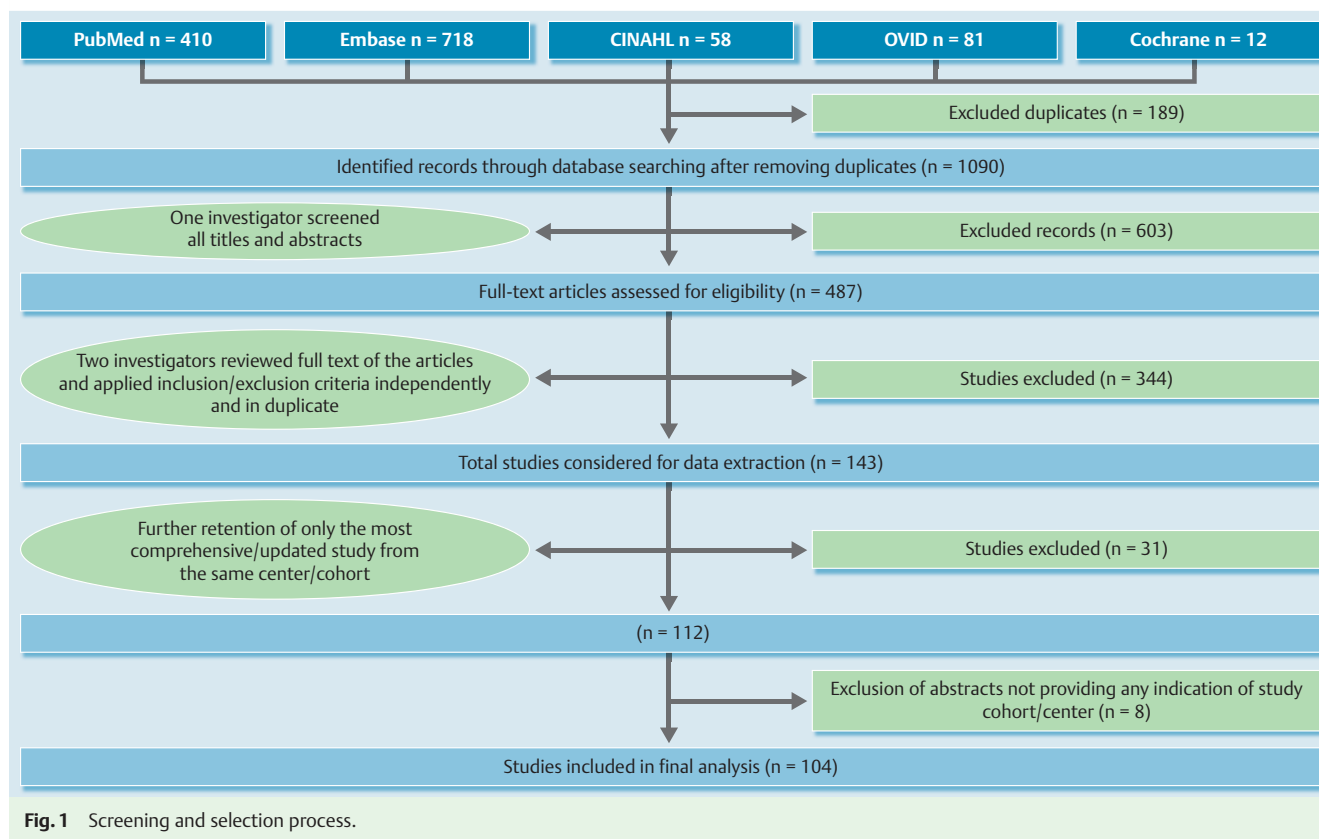 PubMed n = 410
Embase n = 718
CINAHL n = 58
OVID n = 81
Cochrane n = 12
Excluded duplicates (n = 189)
Identified records through database searching after removing duplicates (n = 1090)
One investigator screened
all titles and abstracts
Excluded records (n = 603)
Full-text articles assessed for eligibility (n = 487)
Two investigators reviewed full text of the articles
and applied inclusion/exclusion criteria independently
and in duplicate
Studies excluded (n = 344)
Total studies considered for data extraction (n = 143)
Further retention of only the most
comprehensive/updated study from
the same center/cohort
Studies excluded (n = 31)
(n = 112)
Exclusion of abstracts not providing any indication of study
cohort/center (n = 8)
Studies included in final analysis (n = 104)
Fig. 1 Screening and selection process.